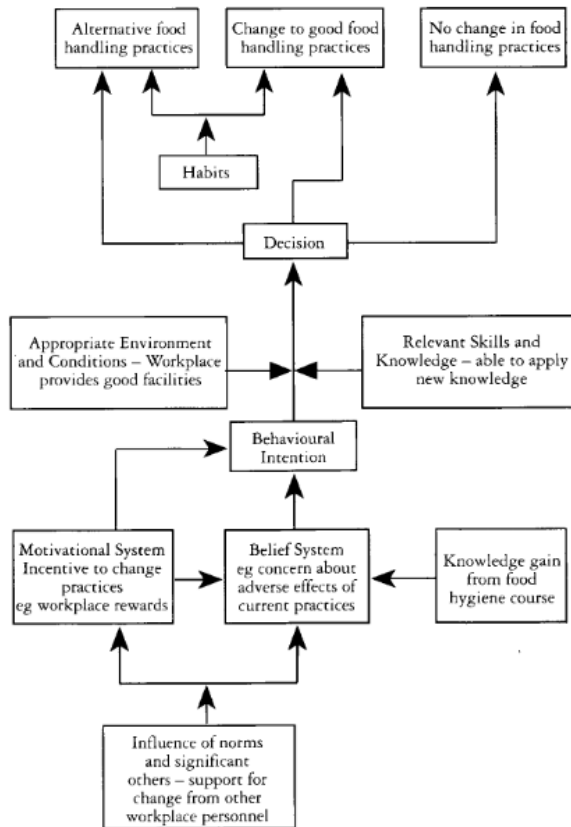 Alternative food
handling practices
Change to good food
handling practices
No change in food
handling practices
Habits
Decision
Appropriate Environment
and Conditions – Workplace
provides good facilities
Relevant Skills and
Knowledge – able to apply
new knowledge
Behavioural
Intention
Motivational System
Incentive to change
practices
eg workplace rewards
Belief System
eg concern about
adverse effects of
current practices
Knowledge gain
from food
hygiene course
Influence of norms
and significant
others – support for
change from other
workplace personnel